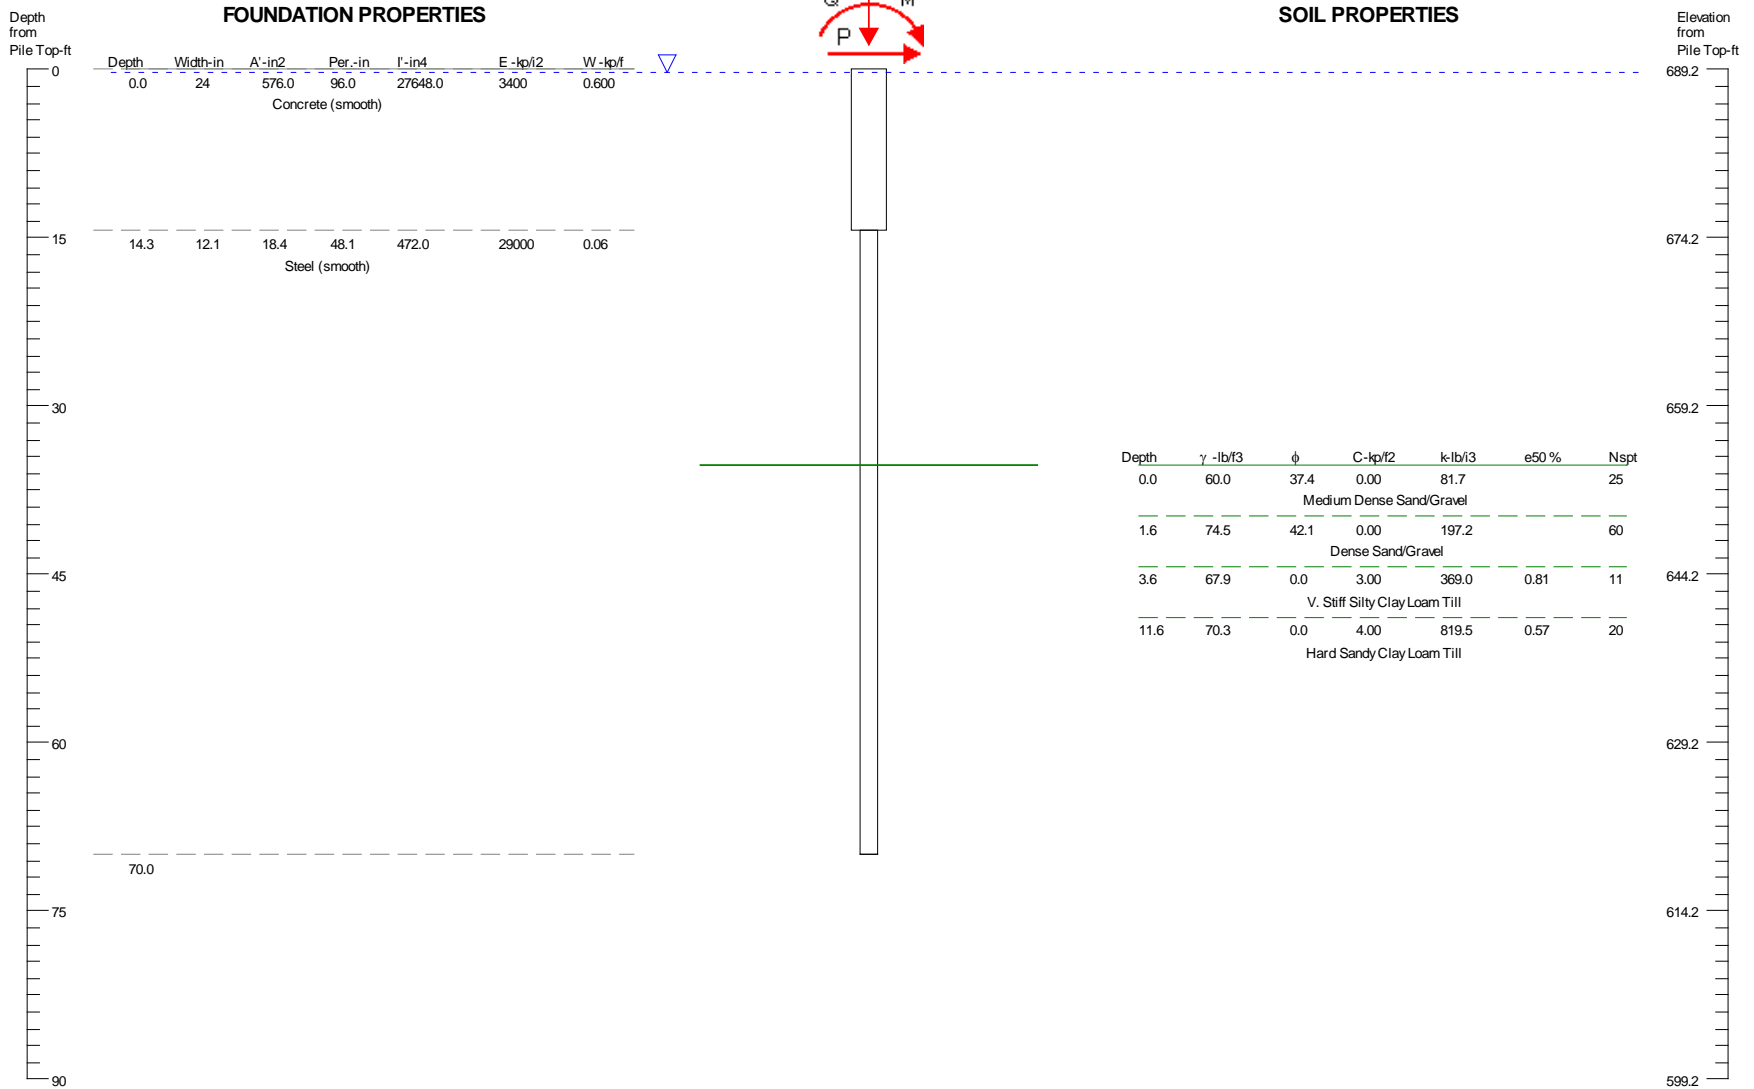 FOUNDATION PROPERTIES
SOIL PROPERTIES
Depth
from
Pile Top-ft
Elevation
from
Pile Top-ft
Q M
P
Depth Width-in A'-in2 Per.-in I'-in4 E -kp/i2 W -kp/f
0.0 24 576.0 96.0 27648.0 3400 0.600
Concrete (smooth)
14.3 12.1 18.4 48.1 472.0 29000 0.06
Steel (smooth)
70.0
0
15
30
45
60
75
90
Depth γ -lb/f3 ϕ C-kp/f2 k-lb/i3 e50 % Nspt
0.0 60.0 37.4 0.00 81.7 25
Medium Dense Sand/Gravel
1.6 74.5 42.1 0.00 197.2 60
Dense Sand/Gravel
3.6 67.9 0.0 3.00 369.0 0.81 11
V. Stiff Silty Clay Loam Till
11.6 70.3 0.0 4.00 819.5 0.57 20
Hard Sandy Clay Loam Till
689.2
674.2
659.2
644.2
629.2
614.2
599.2